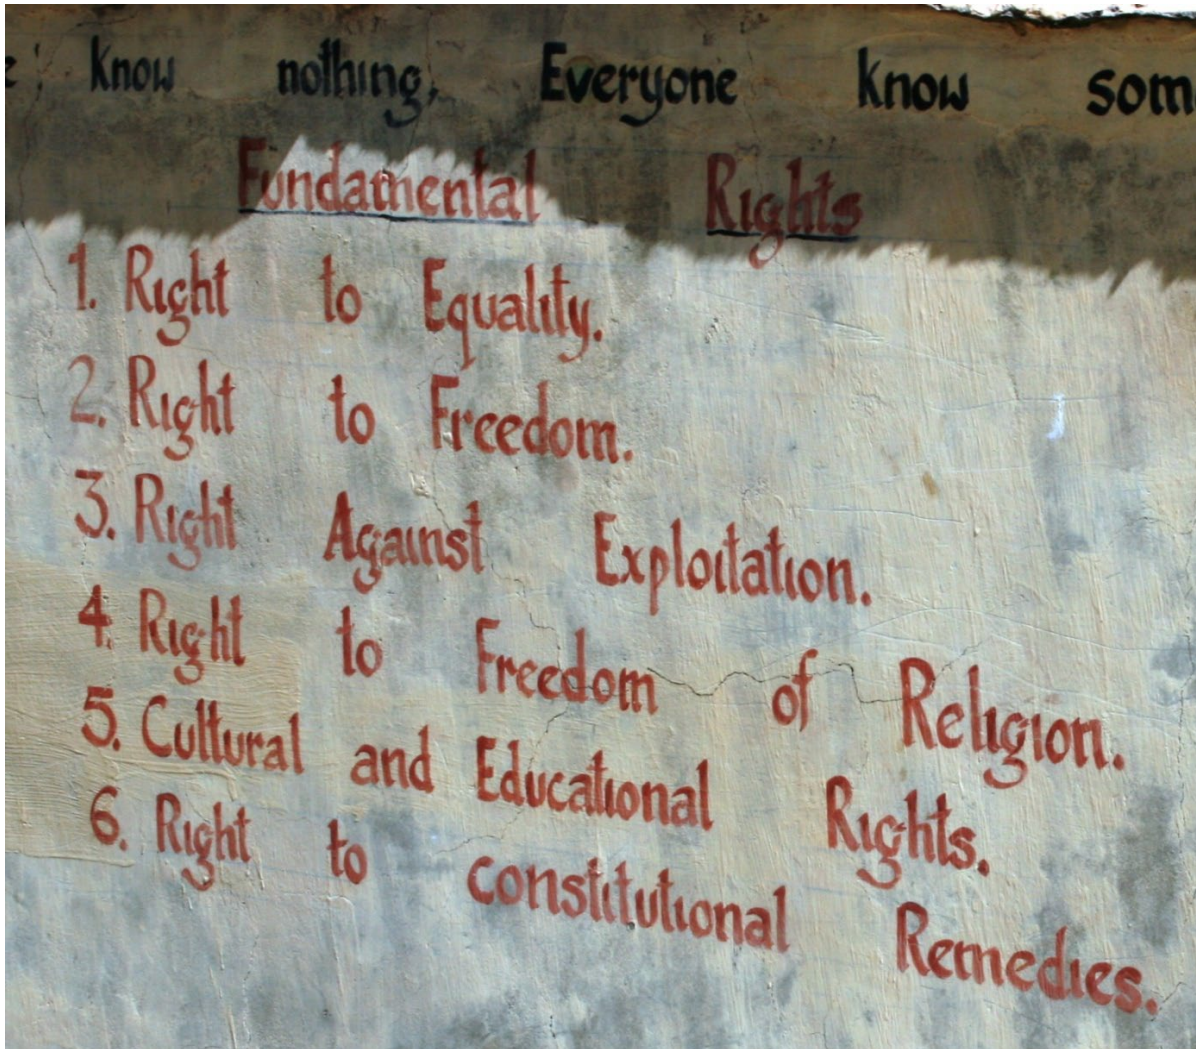 know nothing, Everyone know
Fundamental Rights
1. Right to Equality.
2. Right to Freedom.
3. Right Against Exploitation.
4. Right to Freedom of Religion.
5. Cultural and Educational Rights.
6. Right to constitutional Remedies.